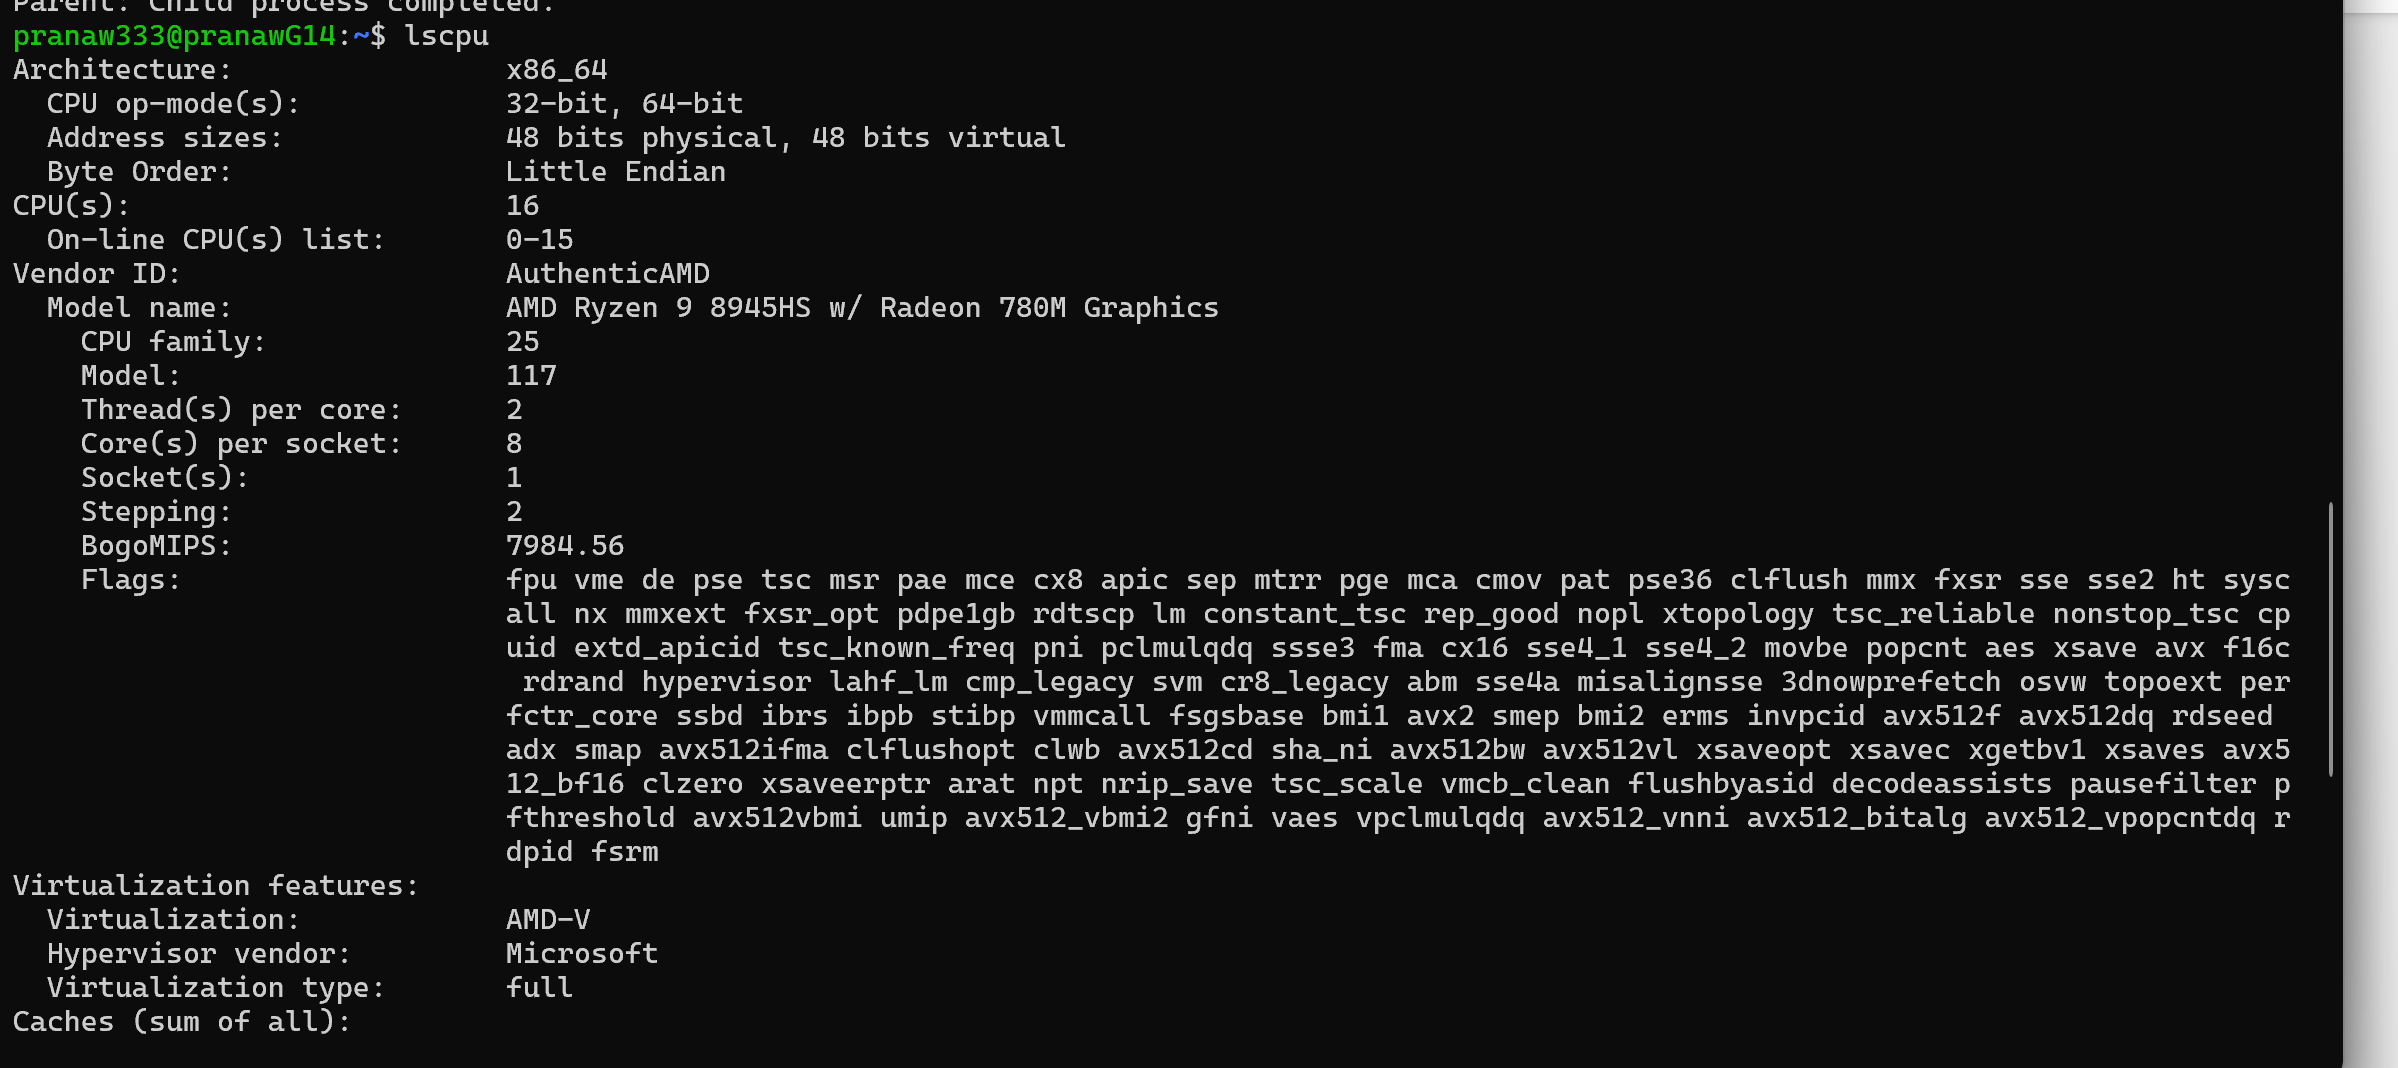 Parent: Child process completed.
pranaw333@pranawG14:~$ lscpu
Architecture: x86_64
CPU op-mode(s): 32-bit, 64-bit
Address sizes: 48 bits physical, 48 bits virtual
Byte Order: Little Endian
CPU(s): 16
On-line CPU(s) list: 0-15
Vendor ID: AuthenticAMD
Model name: AMD Ryzen 9 8945HS w/ Radeon 780M Graphics
CPU family: 25
Model: 117
Thread(s) per core: 2
Core(s) per socket: 8
Socket(s): 1
Stepping: 2
BogoMIPS: 7984.56
Flags: fpu vme de pse tsc msr pae mce cx8 apic sep mtrr pge mca cmov pat pse36 clflush mmx fxsr sse sse2 ht sysc
all nx mmxext fxsr_opt pdpe1gb rdtscp lm constant_tsc rep_good nopl xtopology tsc_reliable nonstop_tsc cp
uid extd_apicid tsc_known_freq pni pclmulqdq ssse3 fma cx16 sse4_1 sse4_2 movbe popcnt aes xsave avx f16c
rdrand hypervisor lahf_lm cmp_legacy svm cr8_legacy abm sse4a misalignsse 3dnowprefetch osvw topoext per
fctr_core ssbd ibrs ibpb stibp vmmcall fsgsbase bmi1 avx2 smep bmi2 erms invpcid avx512f avx512dq rdseed
adx smap avx512ifma clflushopt clwb avx512cd sha_ni avx512bw avx512vl xsaveopt xsavec xgetbv1 xsaves avx5
12_bf16 clzero xsaveerptr arat npt nrip_save tsc_scale vmcb_clean flushbyasid decodeassists pausefilter p
fthreshold avx512vbmi umip avx512_vbmi2 gfni vaes vpclmulqdq avx512_vnni avx512_bitalg avx512_vpopcntdq r
dpid fsrm
Virtualization features:
Virtualization: AMD-V
Hypervisor vendor: Microsoft
Virtualization type: full
Caches (sum of all):